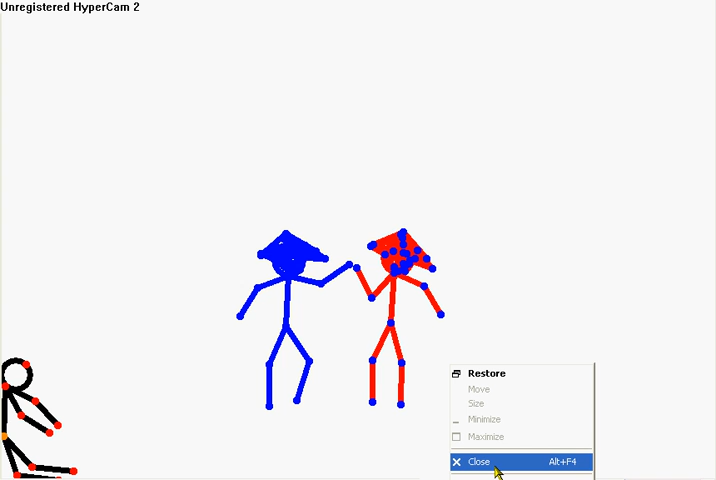 Unregistered HyperCam 2
Restore
Move
Size
Minimize
Maximize
Close Alt+F4